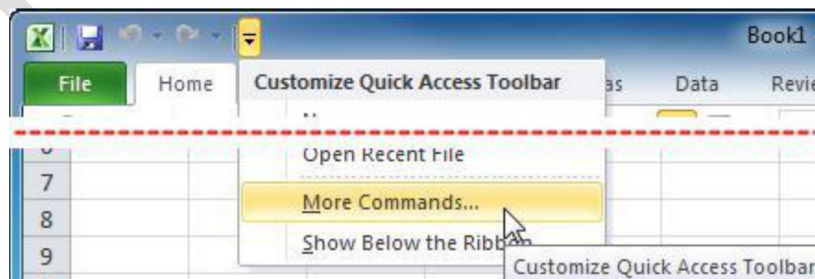 Book1
File Home Customize Quick Access Toolbar as Data Revie
Open Recent File
7
More Commands...
8
Show Below the Ribbon
9
Customize Quick Access Toolbar